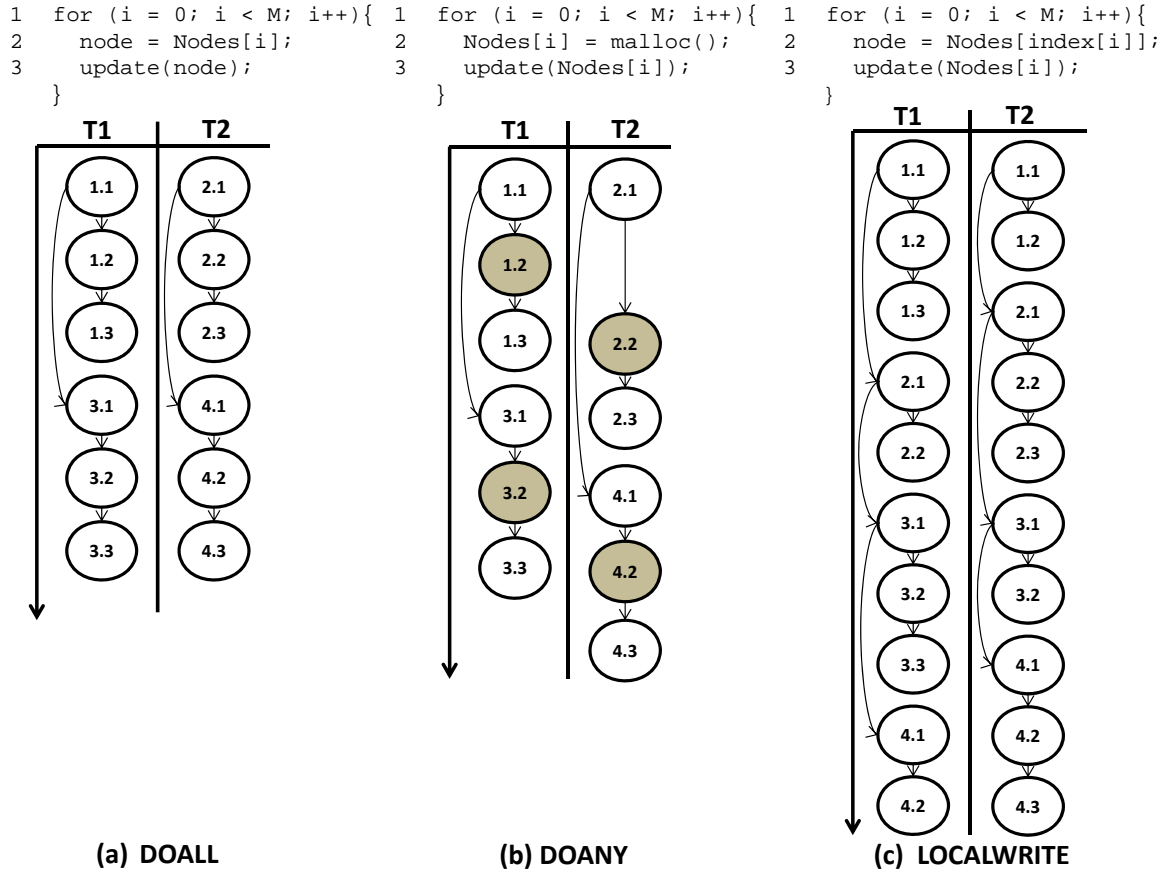 1 for (i = 0; i < M; i++){
2 node = Nodes[i];
3 update(node);
}
T1 T2
1.1 2.1
1.2 2.2
1.3 2.3
3.1 4.1
3.2 4.2
3.3 4.3
(a) DOALL
1 for (i = 0; i < M; i++){
2 Nodes[i] = malloc();
3 update(Nodes[i]);
}
T1 T2
1.1 2.1
1.2
1.3 2.2
3.1 2.3
3.2 4.1
3.3 4.2
4.3
(b) DOANY
1 for (i = 0; i < M; i++){
2 node = Nodes[index[i]];
3 update(Nodes[i]);
}
T1 T2
1.1 1.1
1.2 1.2
1.3 2.1
2.1 2.2
2.2 2.3
3.1 3.1
3.2 3.2
3.3 4.1
4.1 4.2
4.2 4.3
(c) LOCALWRITE